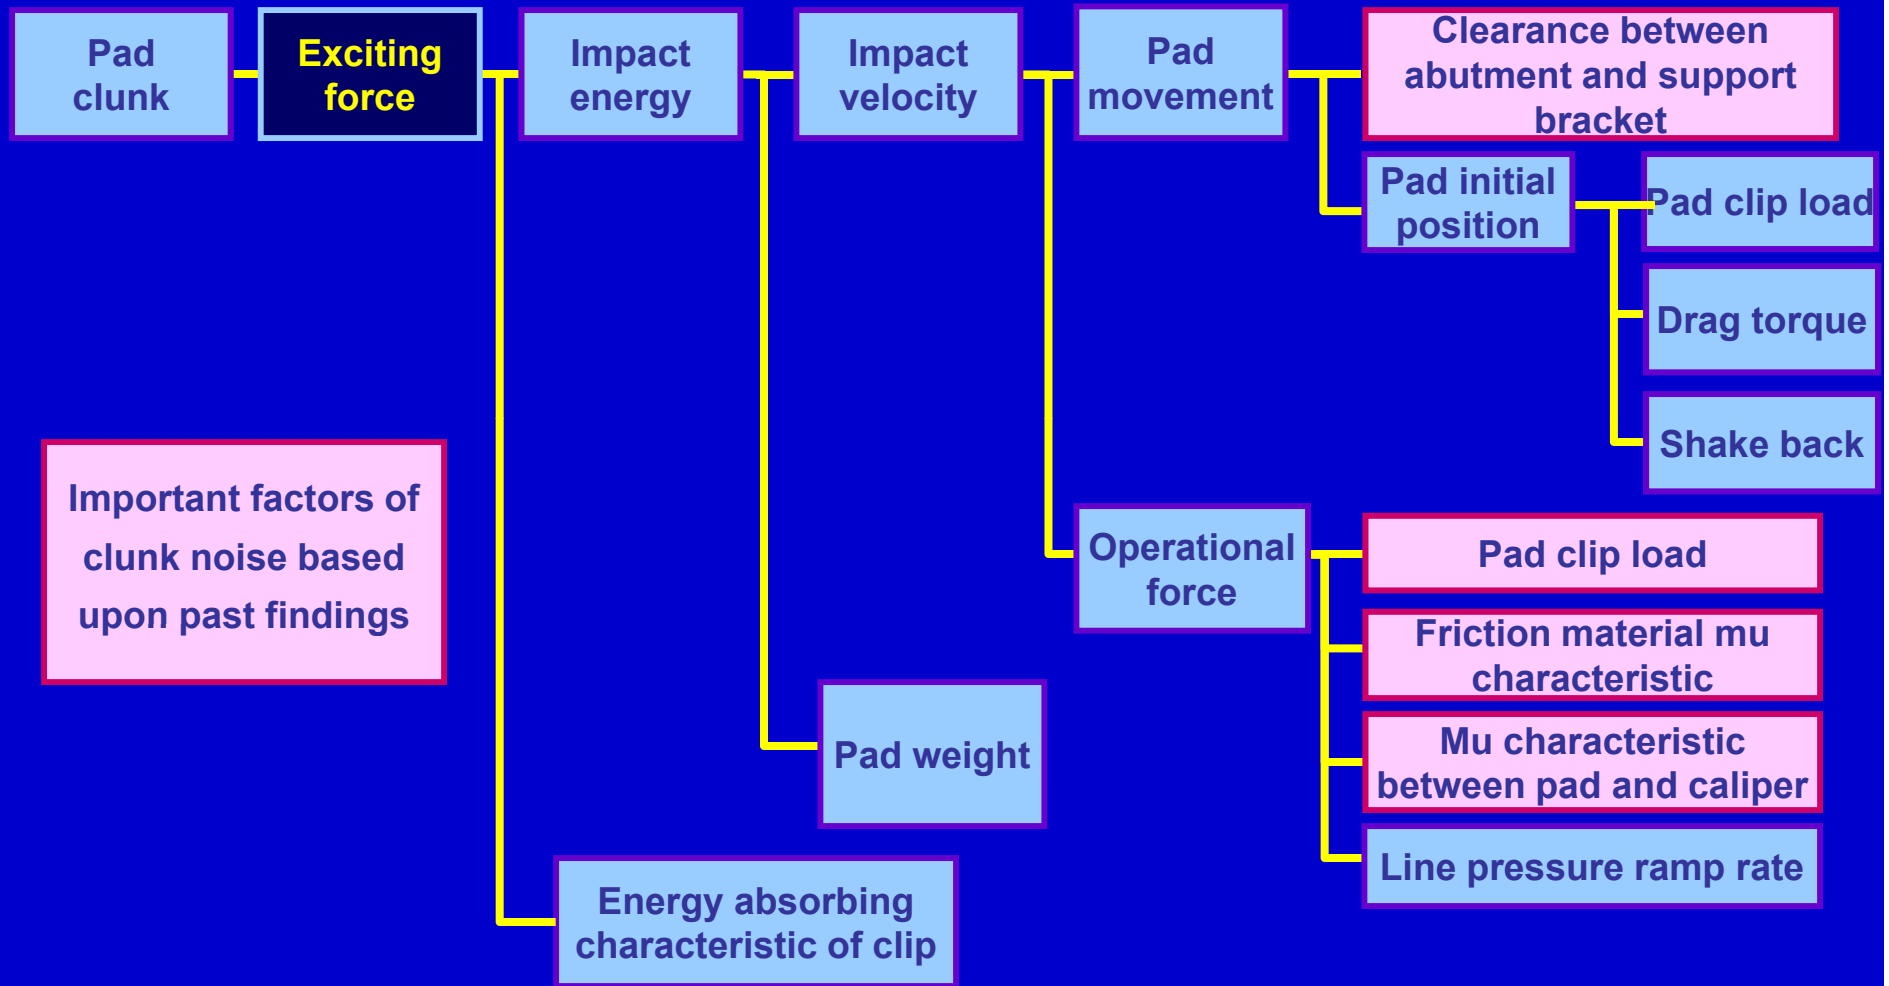 Pad
clunk
Exciting
force
Impact
energy
Impact
velocity
Pad
movement
Clearance between
abutment and support
bracket
Pad initial
position
Pad clip load
Drag torque
Shake back
Important factors of
clunk noise based
upon past findings
Operational
force
Pad clip load
Friction material mu
characteristic
Mu characteristic
between pad and caliper
Line pressure ramp rate
Pad weight
Energy absorbing
characteristic of clip